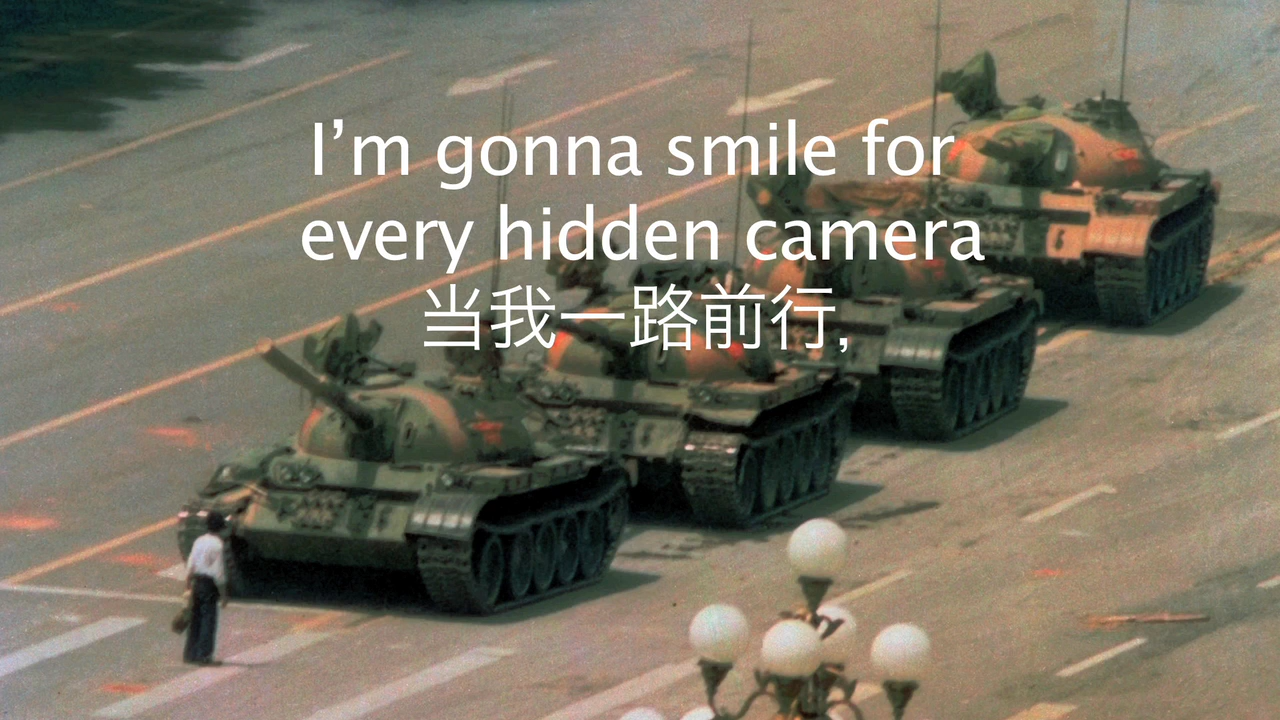 I’m gonna smile for
every hidden camera
当我一路前行,